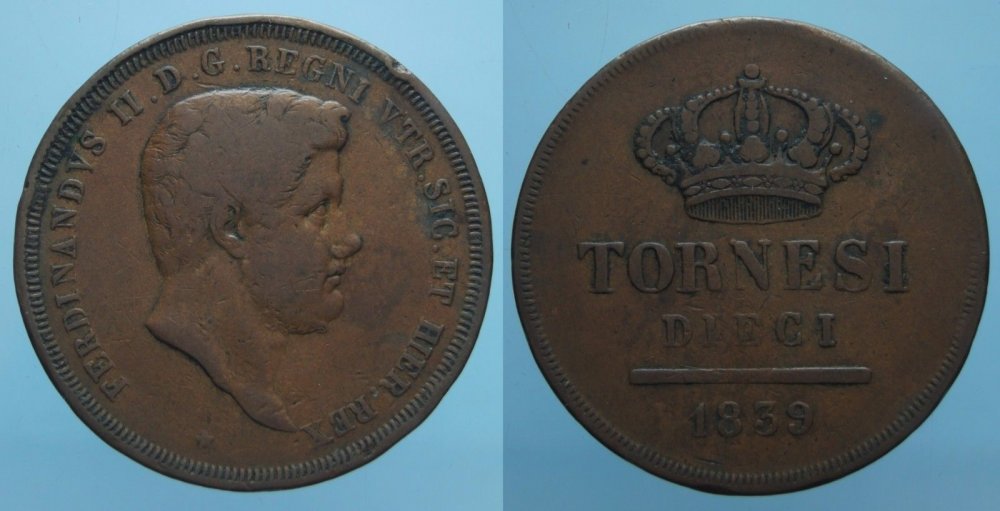 FERDINANDVS II . D . G . REGNI VTR . SIC . ET HIER . REX
TORNESI
DIECI
1839